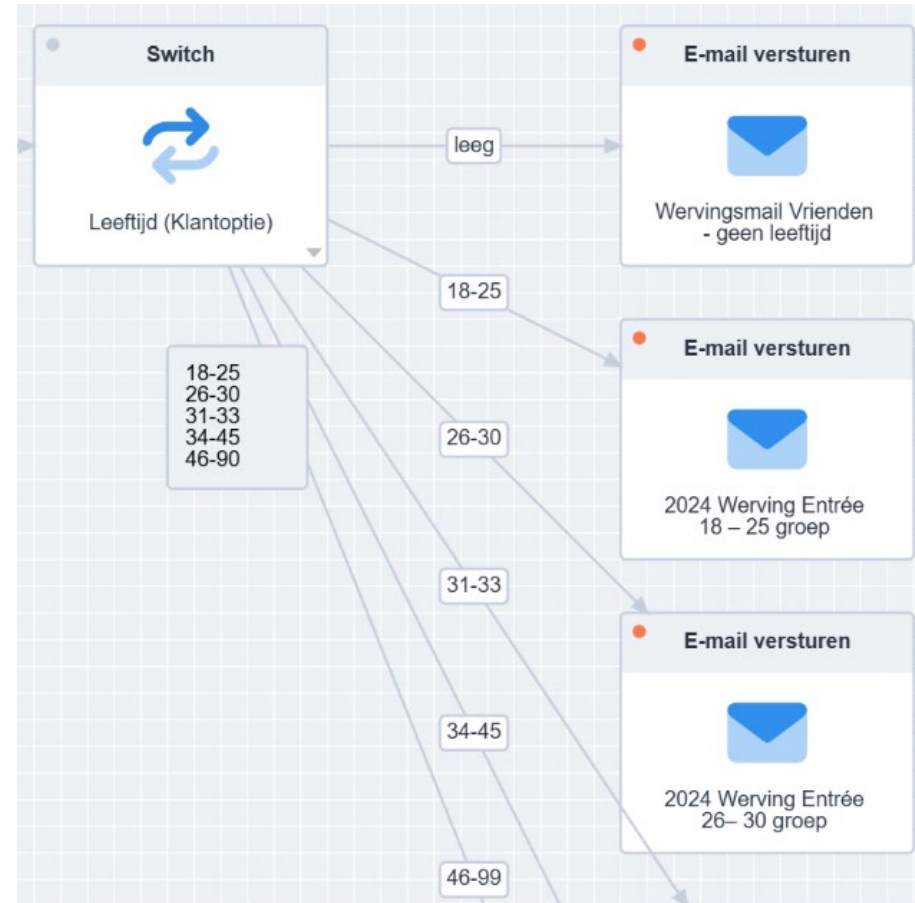 Switch
Leeftijd (Klantoptie)
leeg
E-mail versturen
Wervingsmail Vrienden
- geen leeftijd
18-25
E-mail versturen
2024 Werving Entrée
18 – 25 groep
18-25
26-30
31-33
34-45
46-90
26-30
31-33
E-mail versturen
2024 Werving Entrée
26– 30 groep
34-45
46-99